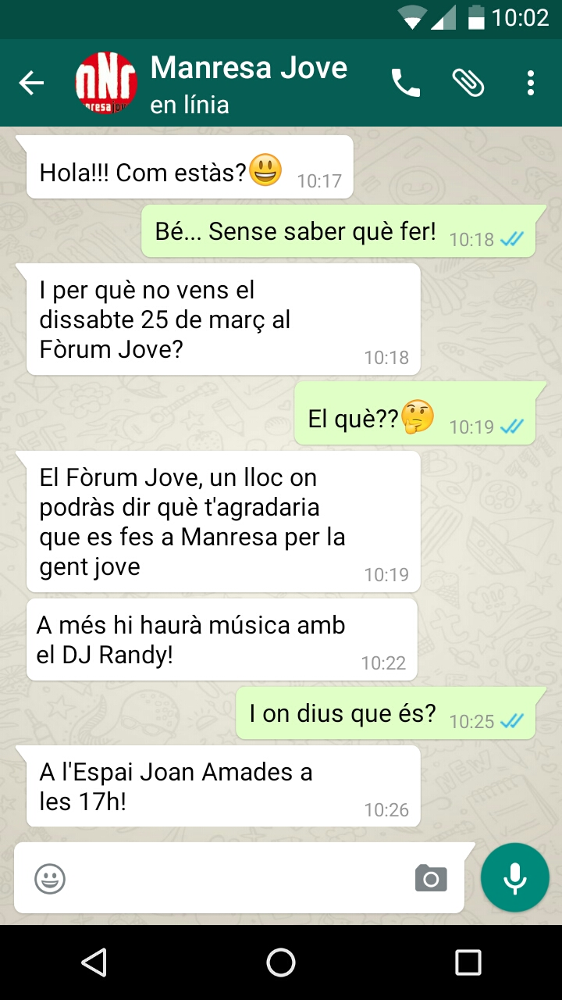 10:02
nNr
resajov
Manresa Jove
en línia
Hola!!! Com estàs?😃 10:17
Bé... Sense saber què fer! 10:18
I per què no vens el
dissabte 25 de març al
Fòrum Jove? 10:18
El què??🤔 10:19
El Fòrum Jove, un lloc on
podràs dir què t'agradaria
que es fes a Manresa per la
gent jove 10:19
A més hi haurà música amb
el DJ Randy! 10:22
I on dius que és? 10:25
A l'Espai Joan Amades a
les 17h! 10:26